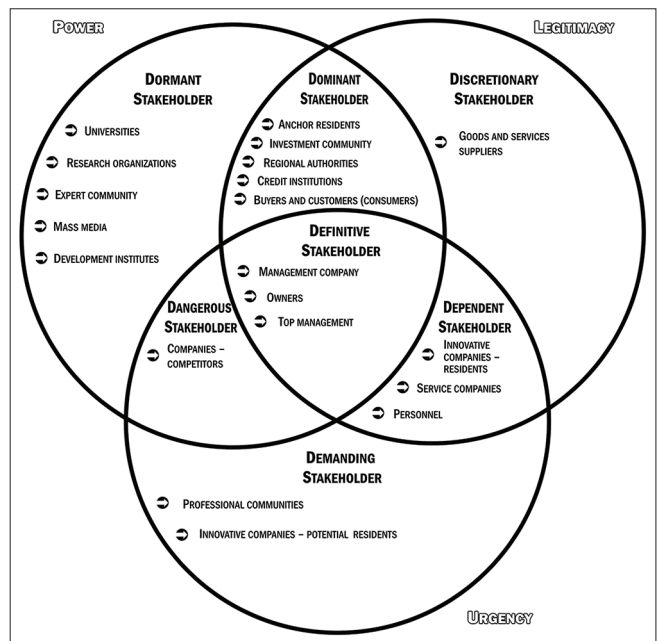 POWER
LEGITIMACY
DORMANT
STAKEHOLDER
UNIVERSITIES
RESEARCH ORGANIZATIONS
EXPERT COMMUNITY
MASS MEDIA
DEVELOPMENT INSTITUTES
DOMINANT
STAKEHOLDER
ANCHOR RESIDENTS
INVESTMENT COMMUNITY
REGIONAL AUTHORITIES
CREDIT INSTITUTIONS
BUYERS AND CUSTOMERS (CONSUMERS)
DISCRETIONARY
STAKEHOLDER
GOODS AND SERVICES
SUPPLIERS
DEFINITIVE
STAKEHOLDER
MANAGEMENT COMPANY
OWNERS
TOP MANAGEMENT
DANGEROUS
STAKEHOLDER
COMPANIES –
COMPETITORS
DEPENDENT
STAKEHOLDER
INNOVATIVE
COMPANIES –
RESIDENTS
SERVICE COMPANIES
PERSONNEL
DEMANDING
STAKEHOLDER
PROFESSIONAL COMMUNITIES
INNOVATIVE COMPANIES – POTENTIAL RESIDENTS
URGENCY